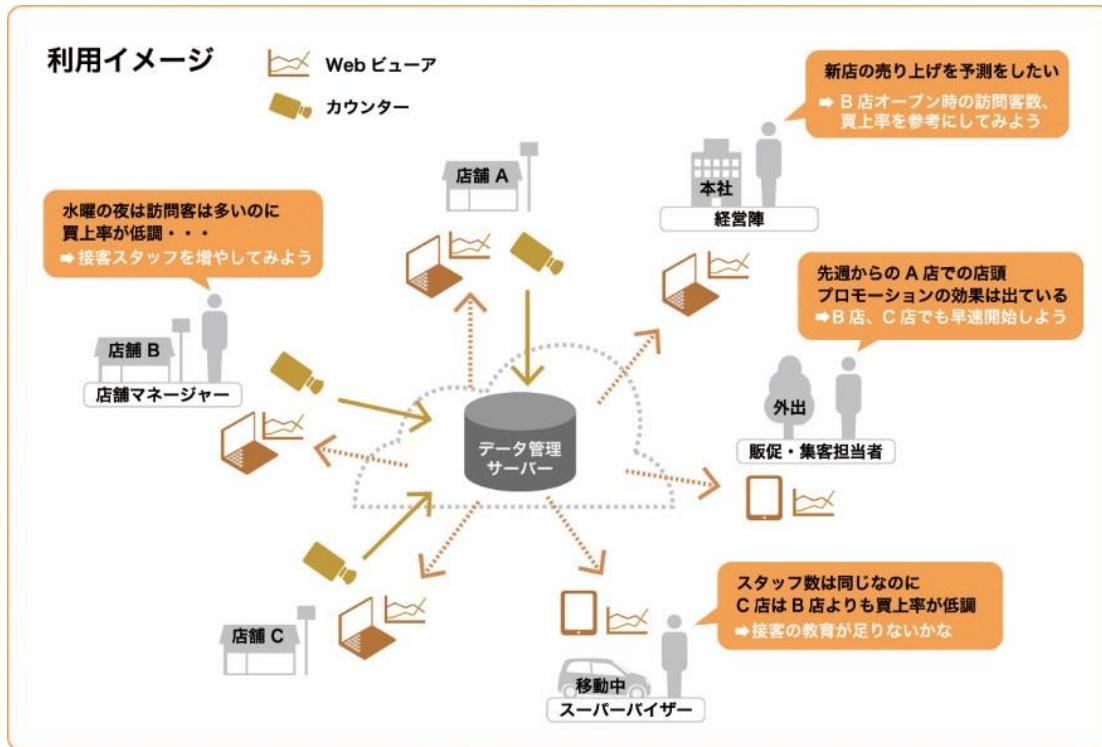 利用イメージ
Webビューア
カウンター
新店の売り上げを予測をしたい
➡ B店オープン時の訪問客数、
買上率を参考にしてみよう
店舗 A
本社
経営陣
水曜の夜は訪問客は多いのに
買上率が低調・・・
➡接客スタッフを増やしてみよう
先週からの A 店での店頭
プロモーションの効果は出ている
➡B 店、C 店でも早速開始しよう
店舗 B
店舗マネージャー
外出
販促・集客担当者
データ管理
サーバー
スタッフ数は同じなのに
C 店は B 店よりも買上率が低調
➡接客の教育が足りないかな
店舗 C
移動中
スーパーバイザー